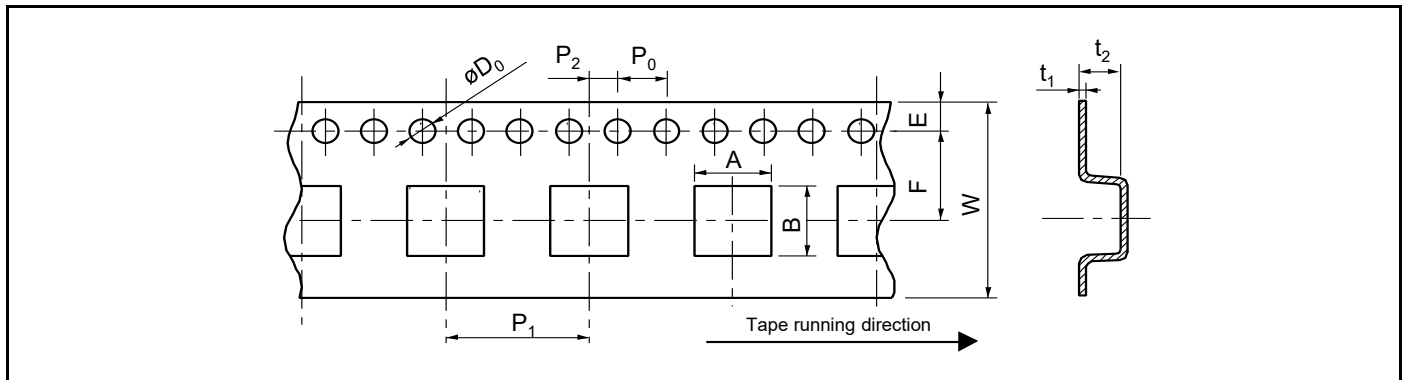 øD₀
P₂
P₀
t₂
t₁
E
A
F
W
B
P₁
Tape running direction